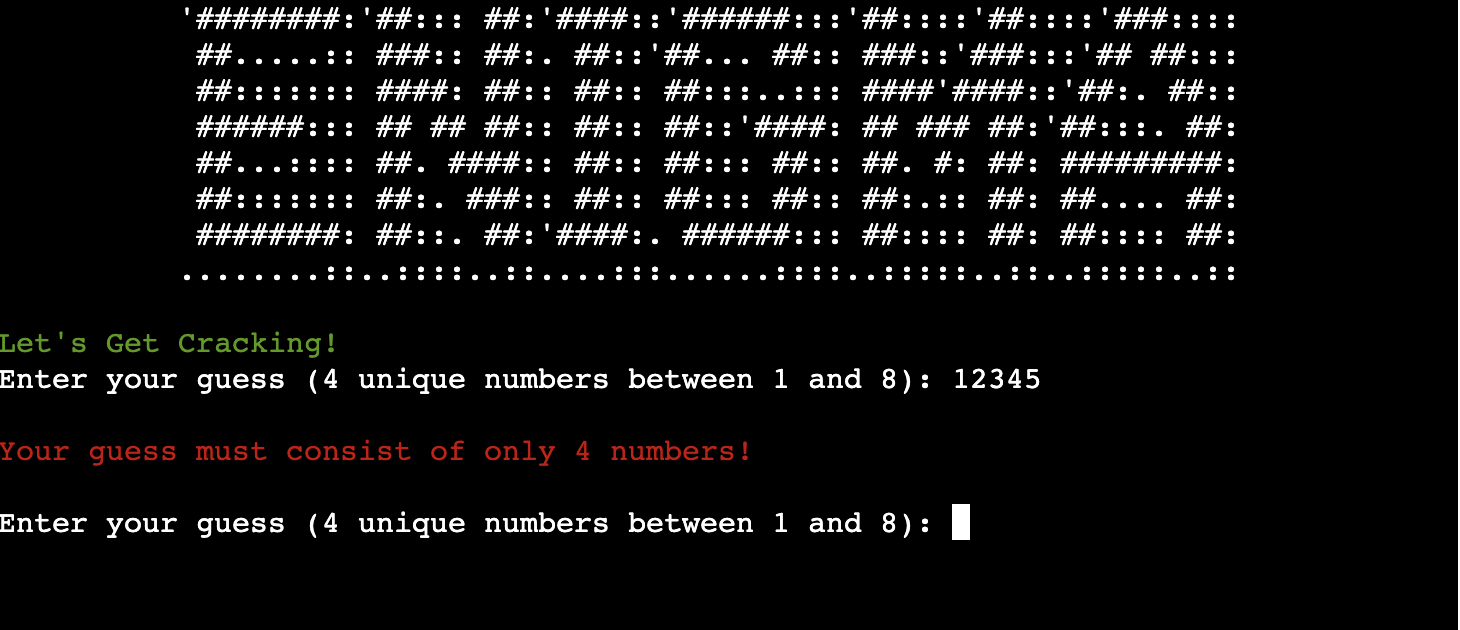 '########:'##::: ##:'####::'######:::'##::::'##::::'###::::
##.....:: ###:: ##:. ##::'##... ##:: ###::'###:::'## ##:::
##::::::: ####: ##:: ##:: ##:::..::: ####'####::'##:. ##::
######::: ## ## ##:: ##:: ##::'####: ## ### ##:'##:::. ##:
##...:::: ##. ####:: ##:: ##::: ##:: ##. #: ##: #########:
##::::::: ##:. ###:: ##:: ##::: ##:: ##:.:: ##: ##.... ##:
########: ##::. ##:'####:. ######::: ##:::: ##: ##:::: ##:
........::..::::..::....:::......::::..:::::..::..:::::..::
Let's Get Cracking!
Enter your guess (4 unique numbers between 1 and 8): 12345
Your guess must consist of only 4 numbers!
Enter your guess (4 unique numbers between 1 and 8):